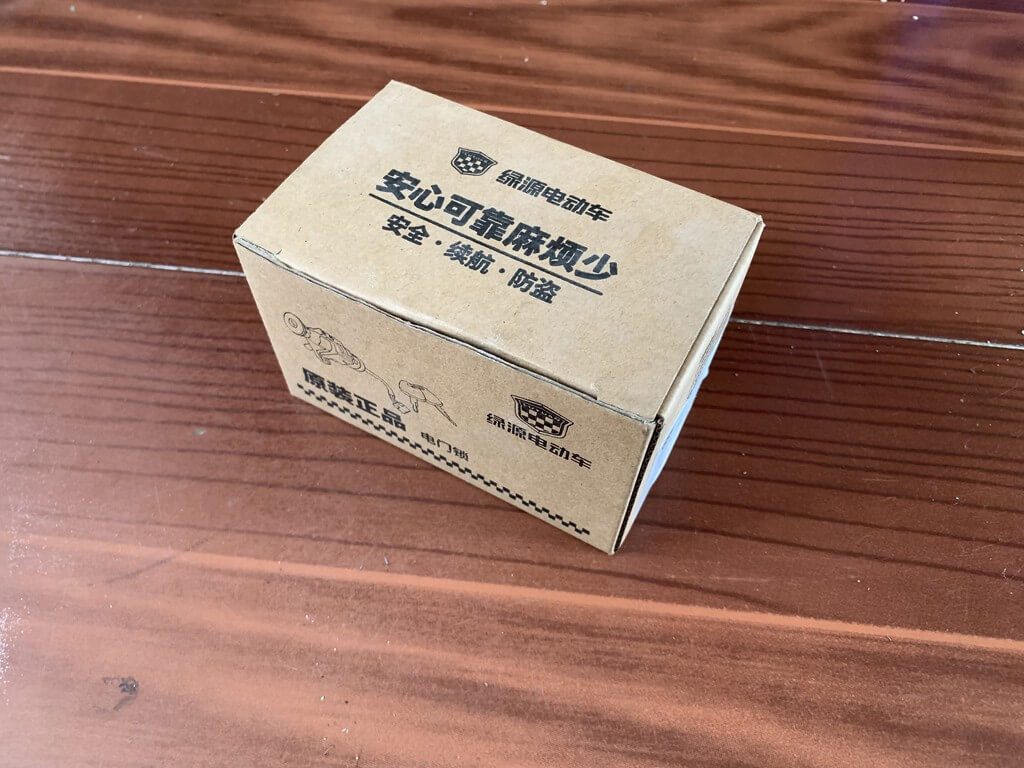 绿源电动车
安心可靠麻烦少
安全·续航·防盗
原装正品
电门锁
绿源电动车